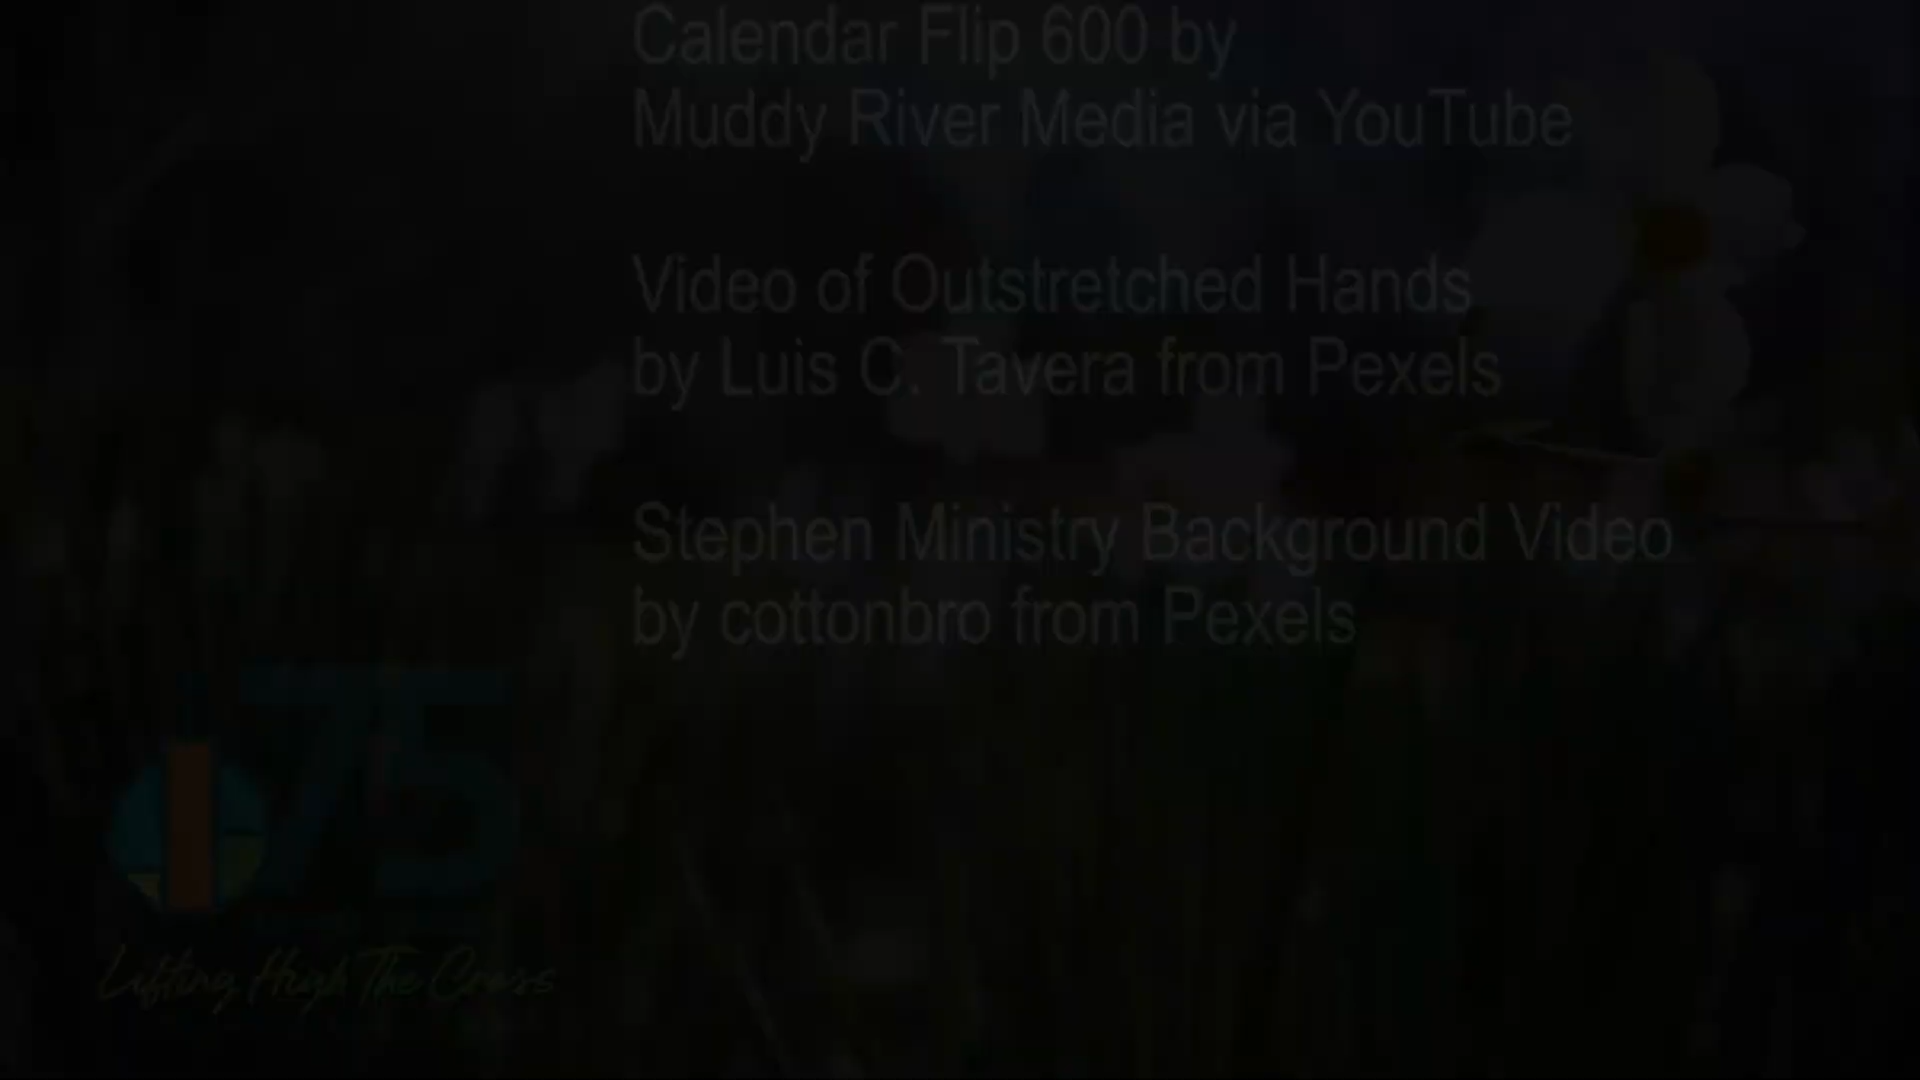 Calendar Flip 600 by
Muddy River Media via YouTube
Video of Outstretched Hands
by Luis C. Tavera from Pexels
Stephen Ministry Background Video
by cottonbro from Pexels
75
Lifting High The Cross